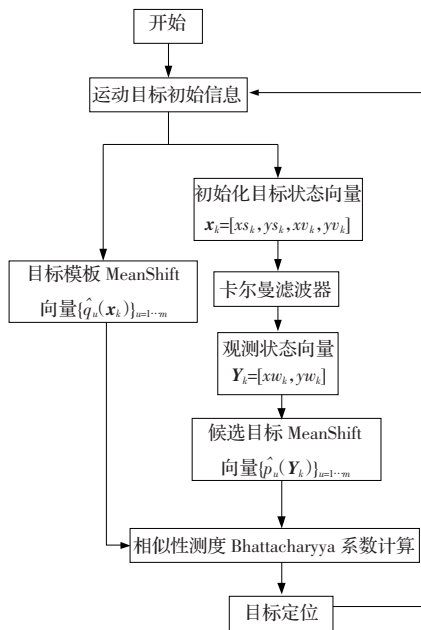 开始
运动目标初始信息
初始化目标状态向量
x_k=[xs_k,ys_k,xv_k,yv_k]
目标模板 MeanShift
向量{q̂_u(x_k)}_{u=1…m}
卡尔曼滤波器
观测状态向量
Y_k=[xw_k,yw_k]
候选目标 MeanShift
向量{p̂_u(Y_k)}_{u=1…m}
相似性测度 Bhattacharyya 系数计算
目标定位